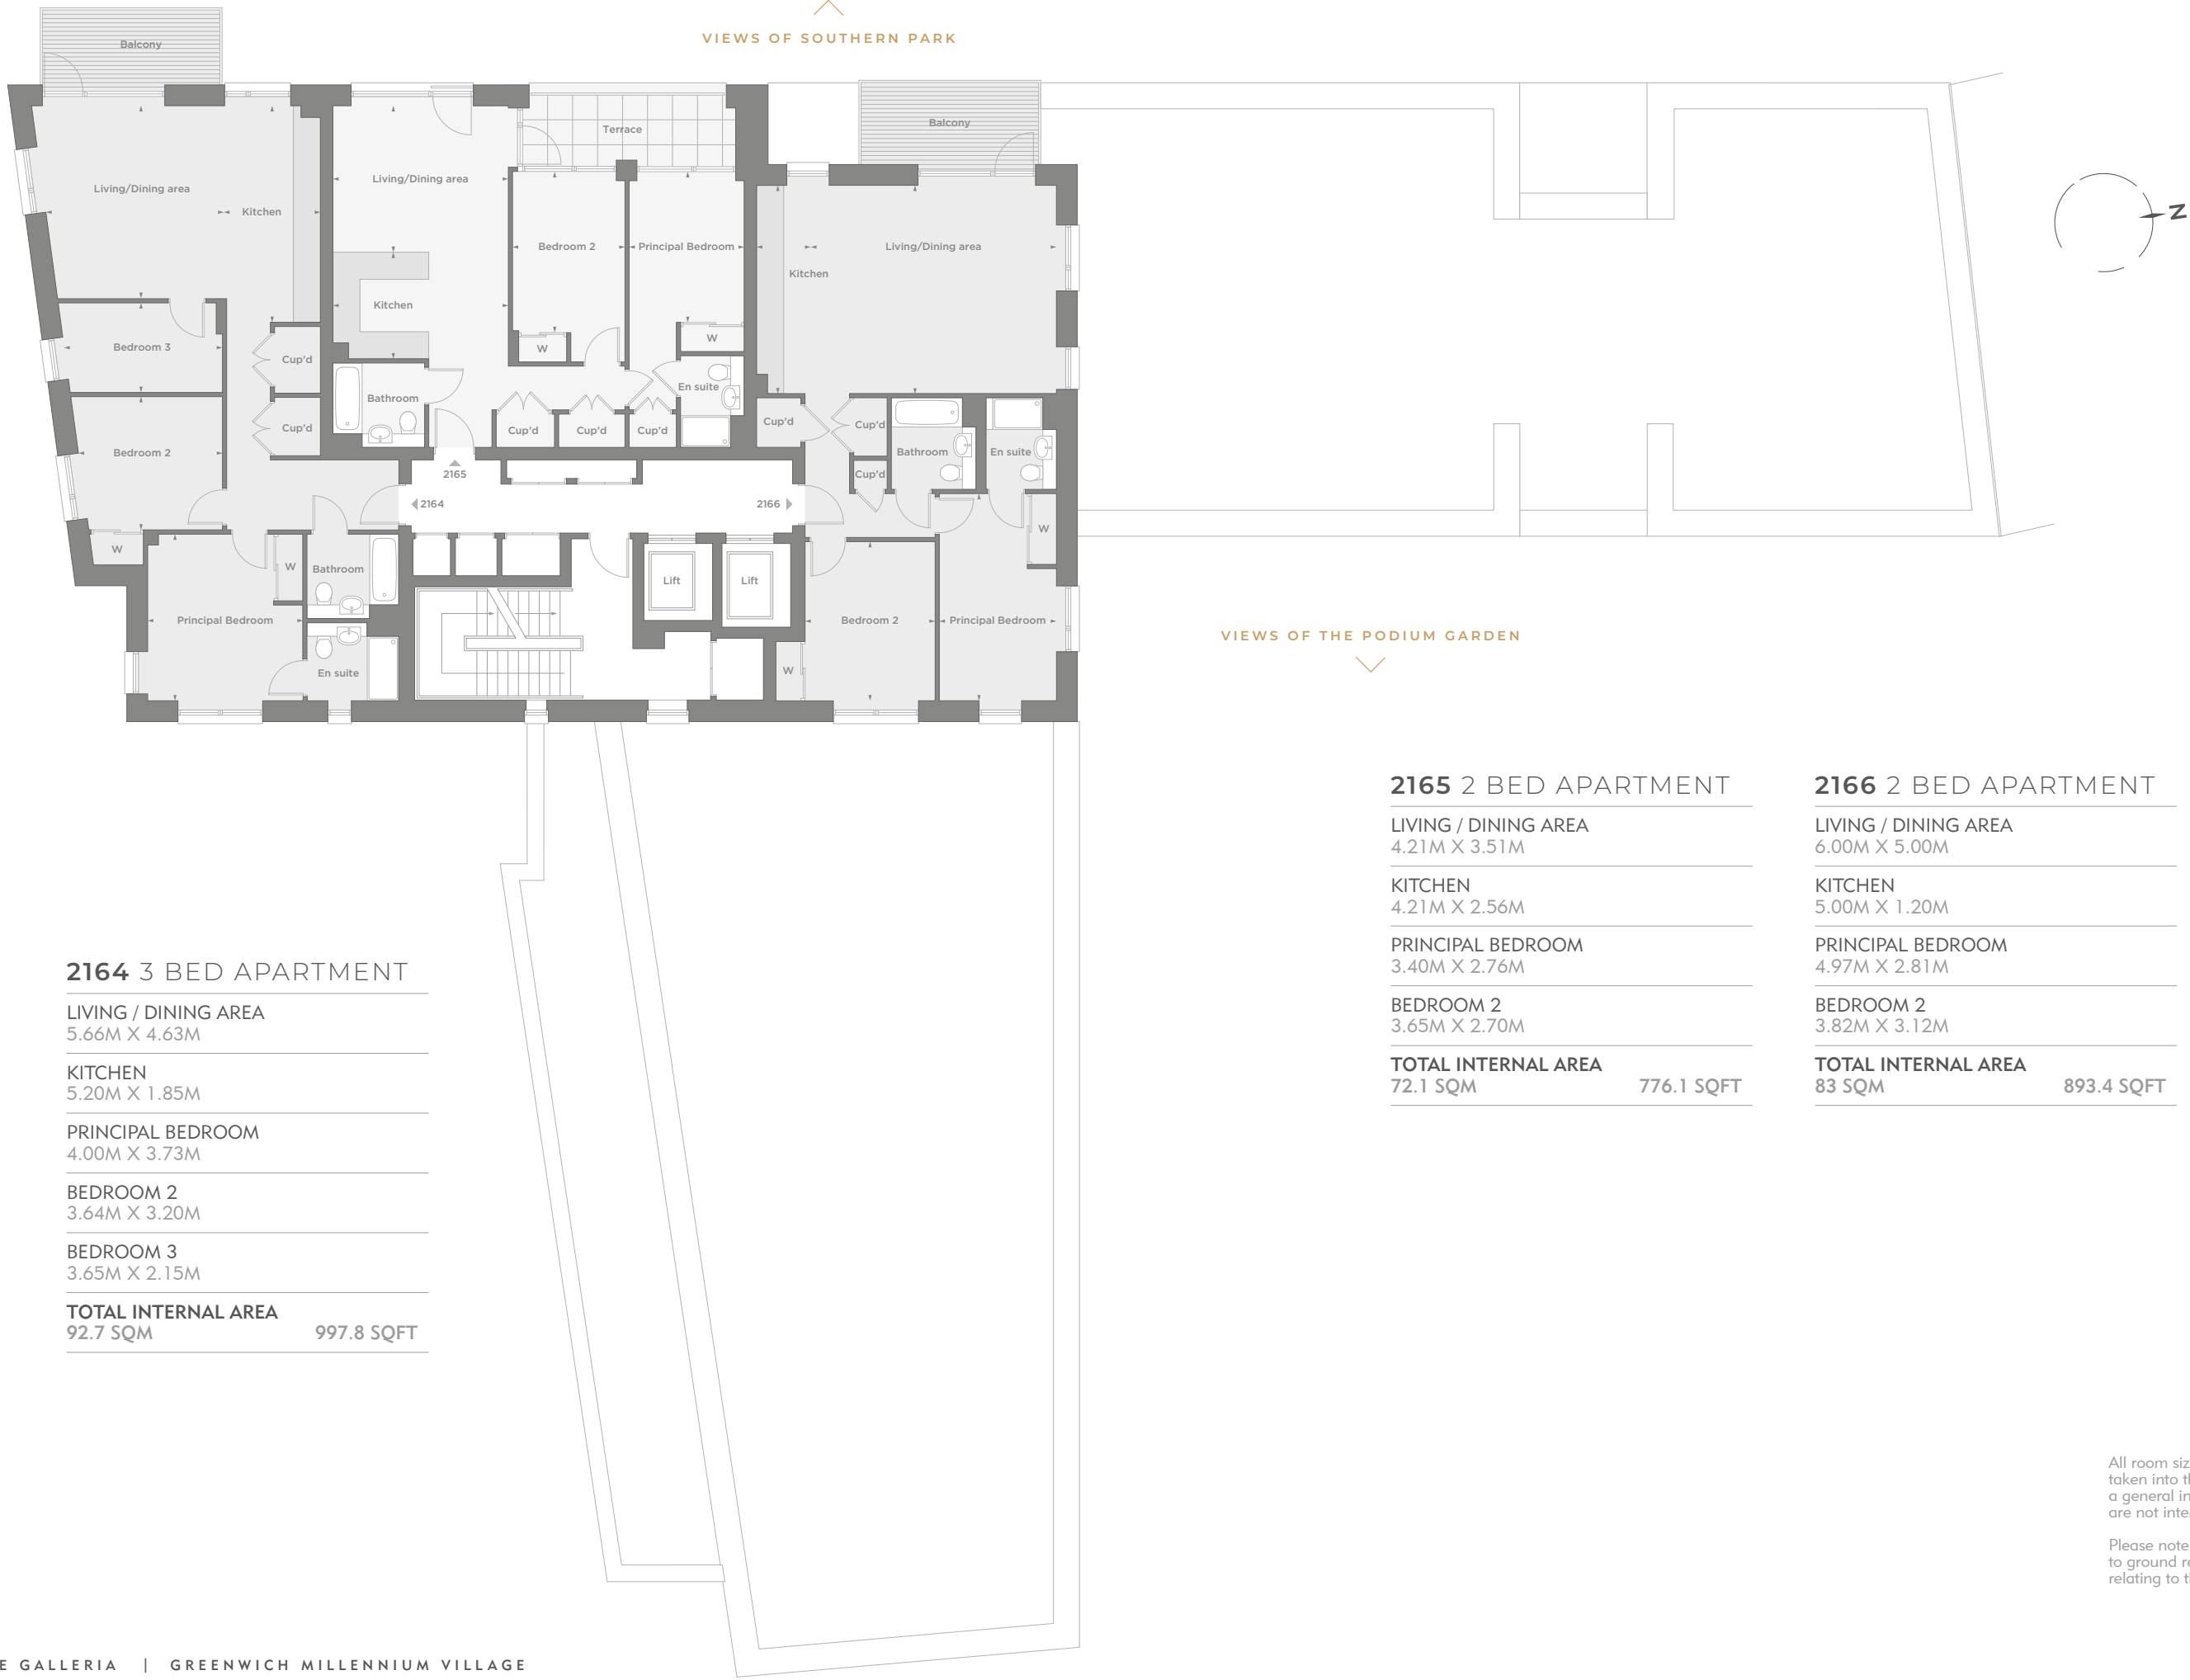 VIEWS OF SOUTHERN PARK
Balcony
Balcony
Terrace
Living/Dining area
Kitchen
Living/Dining area
Kitchen
Bedroom 2
Principal Bedroom
Living/Dining area
Kitchen
W
W
Bedroom 3
Cup'd
Cup'd
Bedroom 2
Bathroom
En suite
Cup'd
Cup'd
Cup'd
Cup'd
Cup'd
Bathroom
En suite
Cup'd
2165
2164
2166
W
W
W
Bathroom
Lift
Lift
Principal Bedroom
Bedroom 2
Principal Bedroom
En suite
W
N
VIEWS OF THE PODIUM GARDEN
2164 3 BED APARTMENT
LIVING / DINING AREA
5.66M X 4.63M
KITCHEN
5.20M X 1.85M
PRINCIPAL BEDROOM
4.00M X 3.73M
BEDROOM 2
3.64M X 3.20M
BEDROOM 3
3.65M X 2.15M
TOTAL INTERNAL AREA
92.7 SQM 997.8 SQFT
2165 2 BED APARTMENT
LIVING / DINING AREA
4.21M X 3.51M
KITCHEN
4.21M X 2.56M
PRINCIPAL BEDROOM
3.40M X 2.76M
BEDROOM 2
3.65M X 2.70M
TOTAL INTERNAL AREA
72.1 SQM 776.1 SQFT
2166 2 BED APARTMENT
LIVING / DINING AREA
6.00M X 5.00M
KITCHEN
5.00M X 1.20M
PRINCIPAL BEDROOM
4.97M X 2.81M
BEDROOM 2
3.82M X 3.12M
TOTAL INTERNAL AREA
83 SQM 893.4 SQFT
All room
taken into
a general
are not
Please note
to ground
relating to
E GALLERIA | GREENWICH MILLENNIUM VILLAGE